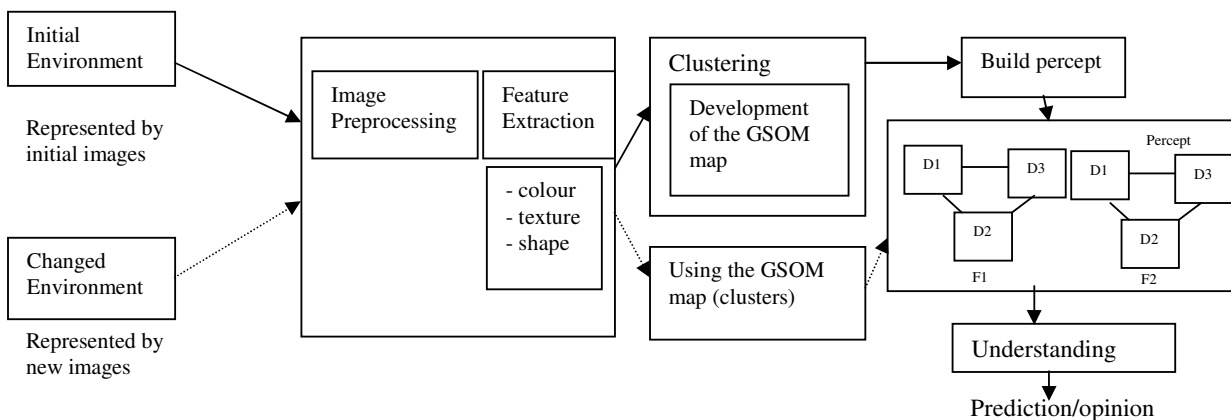 Initial
Environment
Represented by
initial images
Changed
Environment
Represented by
new images
Image
Preprocessing
Feature
Extraction
- colour
- texture
- shape
Clustering
Development
of the GSOM
map
Using the GSOM
map (clusters)
Build percept
Percept
D1
D3
D2
F1
D1
D3
D2
F2
Understanding
Prediction/opinion